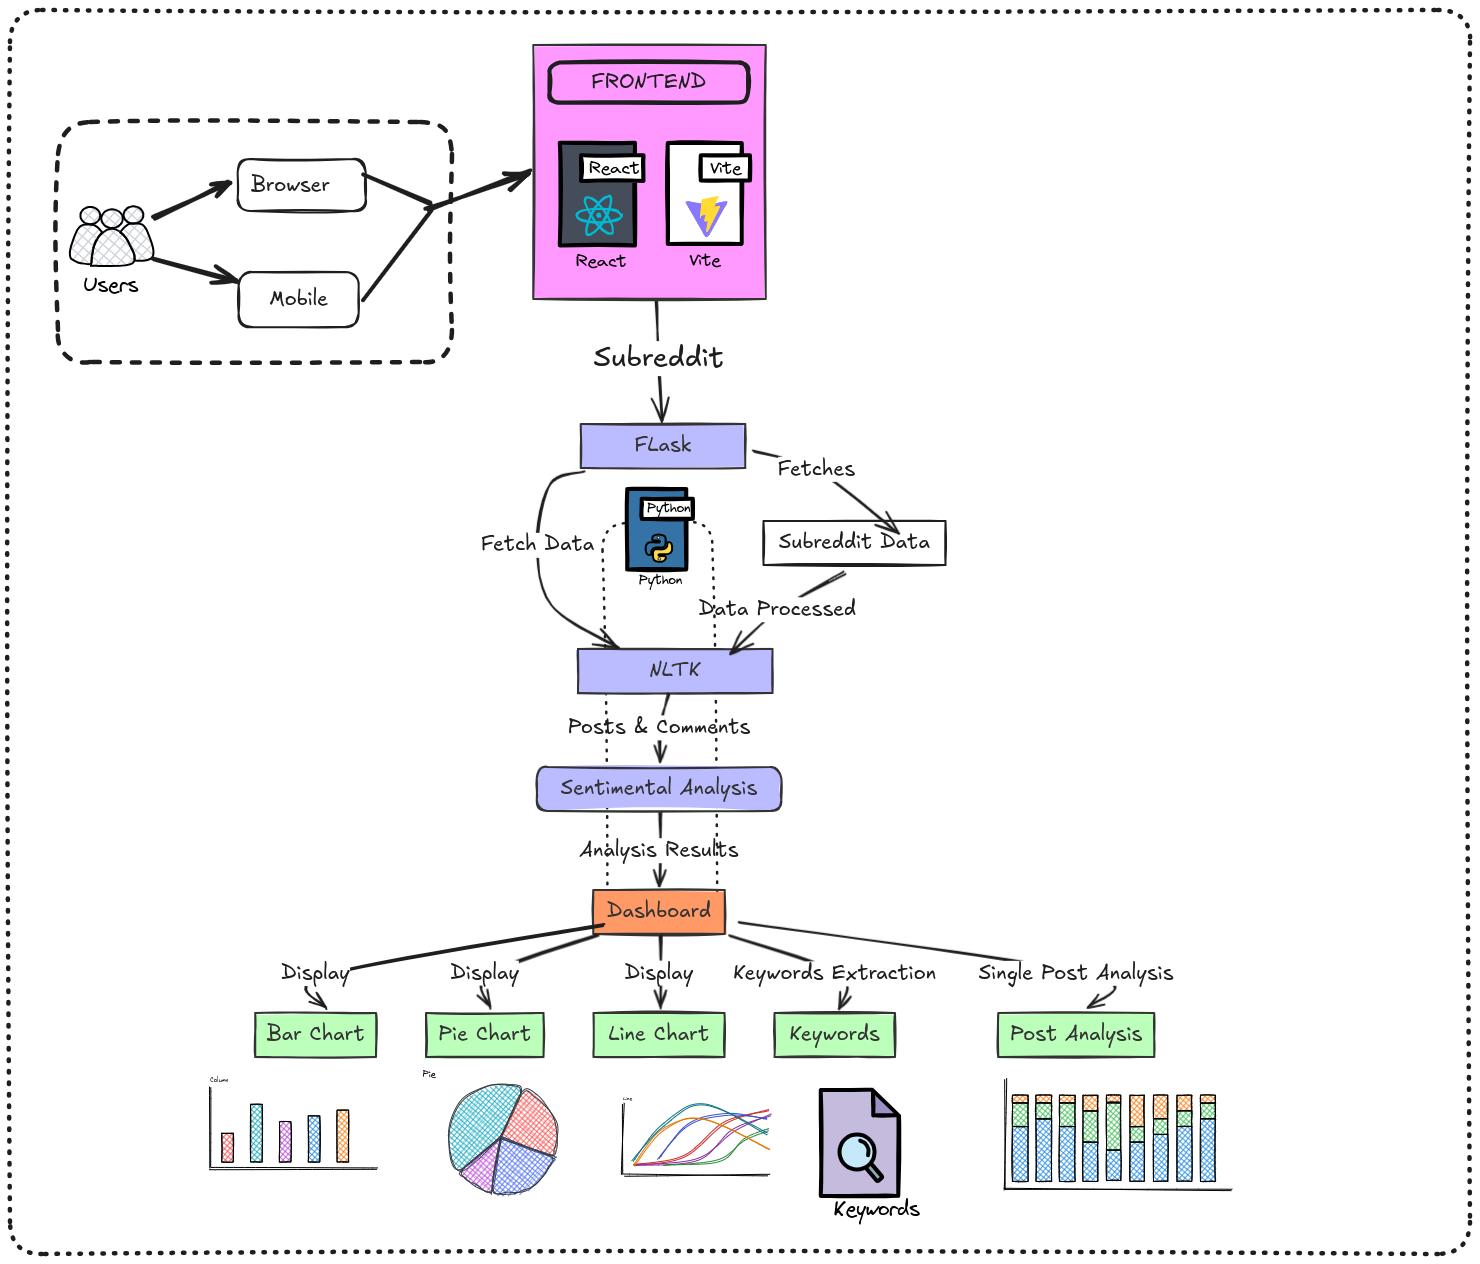 FRONTEND
React
Vite
React
Vite
Browser
Mobile
Users
Subreddit
FLask
Fetches
Python
Python
Fetch Data
Subreddit Data
Data Processed
NLTK
Posts & Comments
Sentimental Analysis
Analysis Results
Dashboard
Display
Display
Display
Keywords Extraction
Single Post Analysis
Bar Chart
Pie Chart
Line Chart
Keywords
Post Analysis
Column
Pie
Line
Keywords